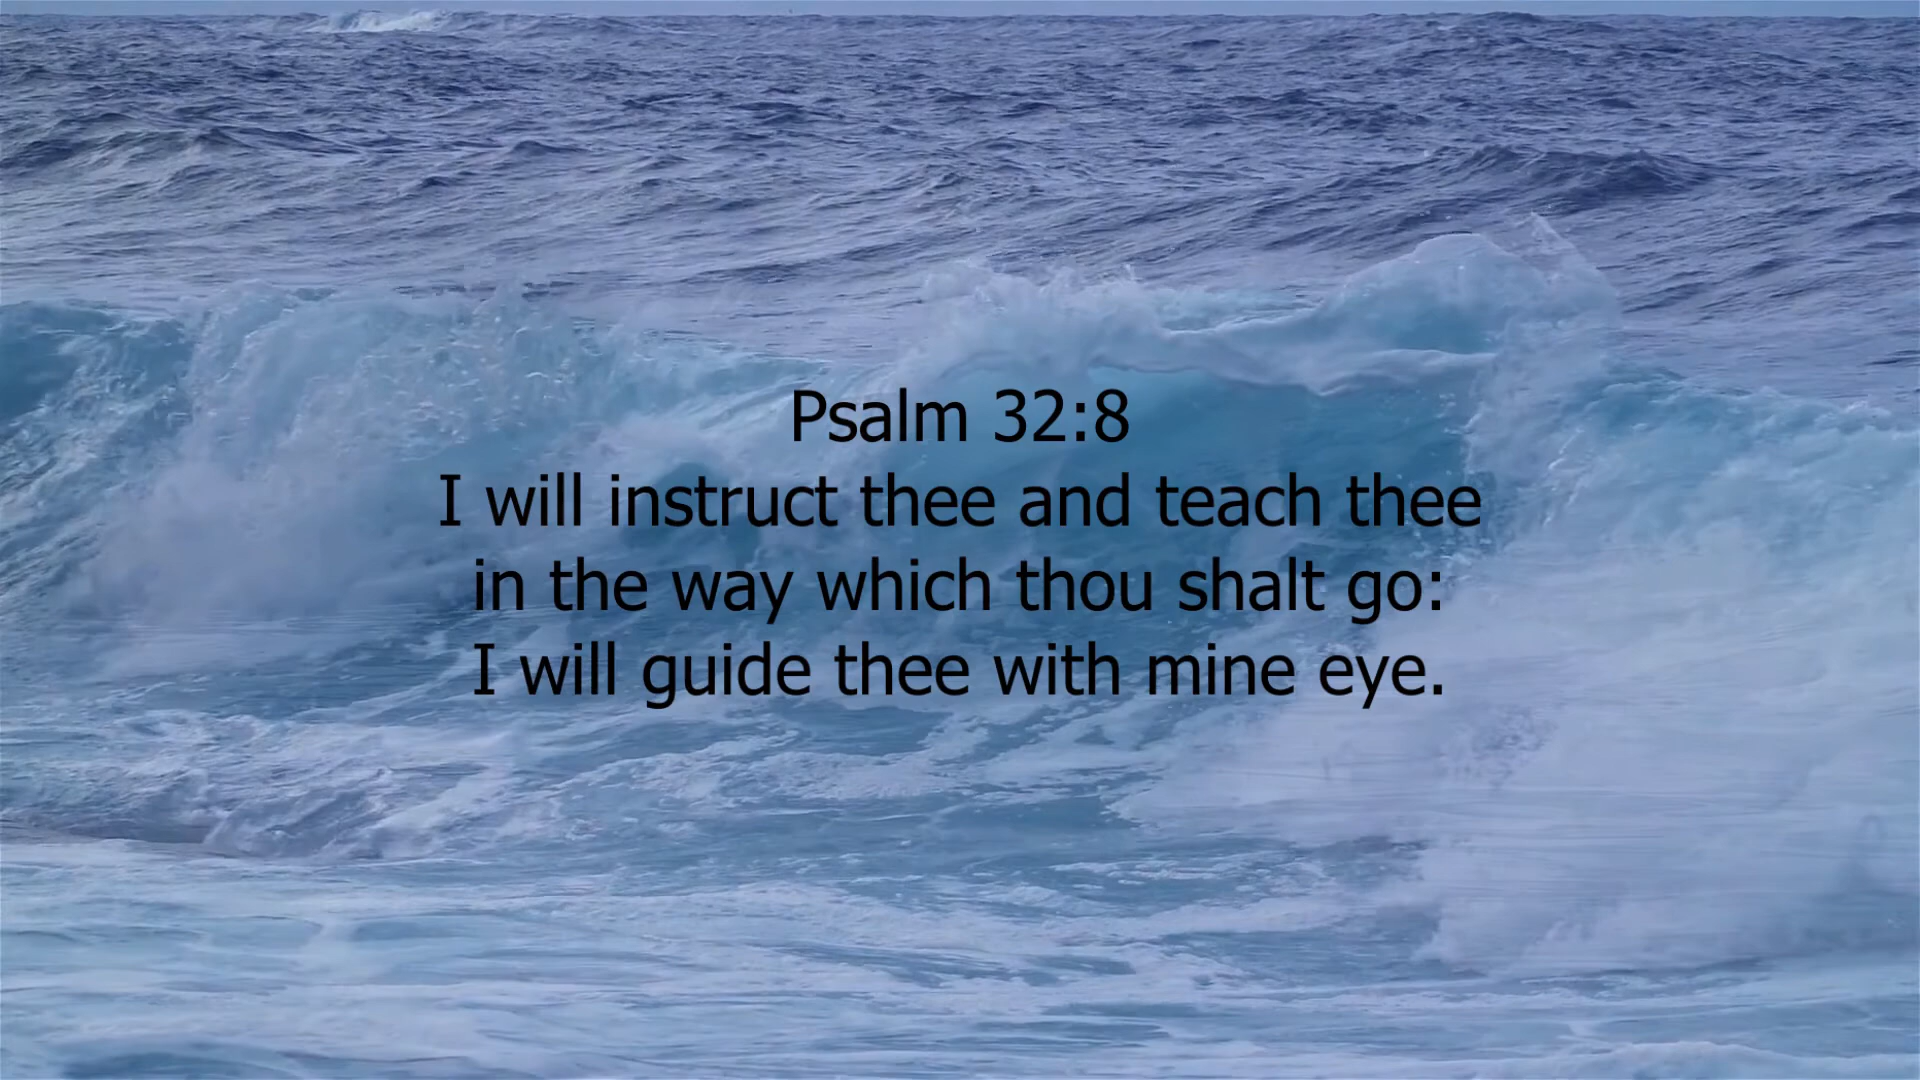 Psalm 32:8
I will instruct thee and teach thee
in the way which thou shalt go:
I will guide thee with mine eye.